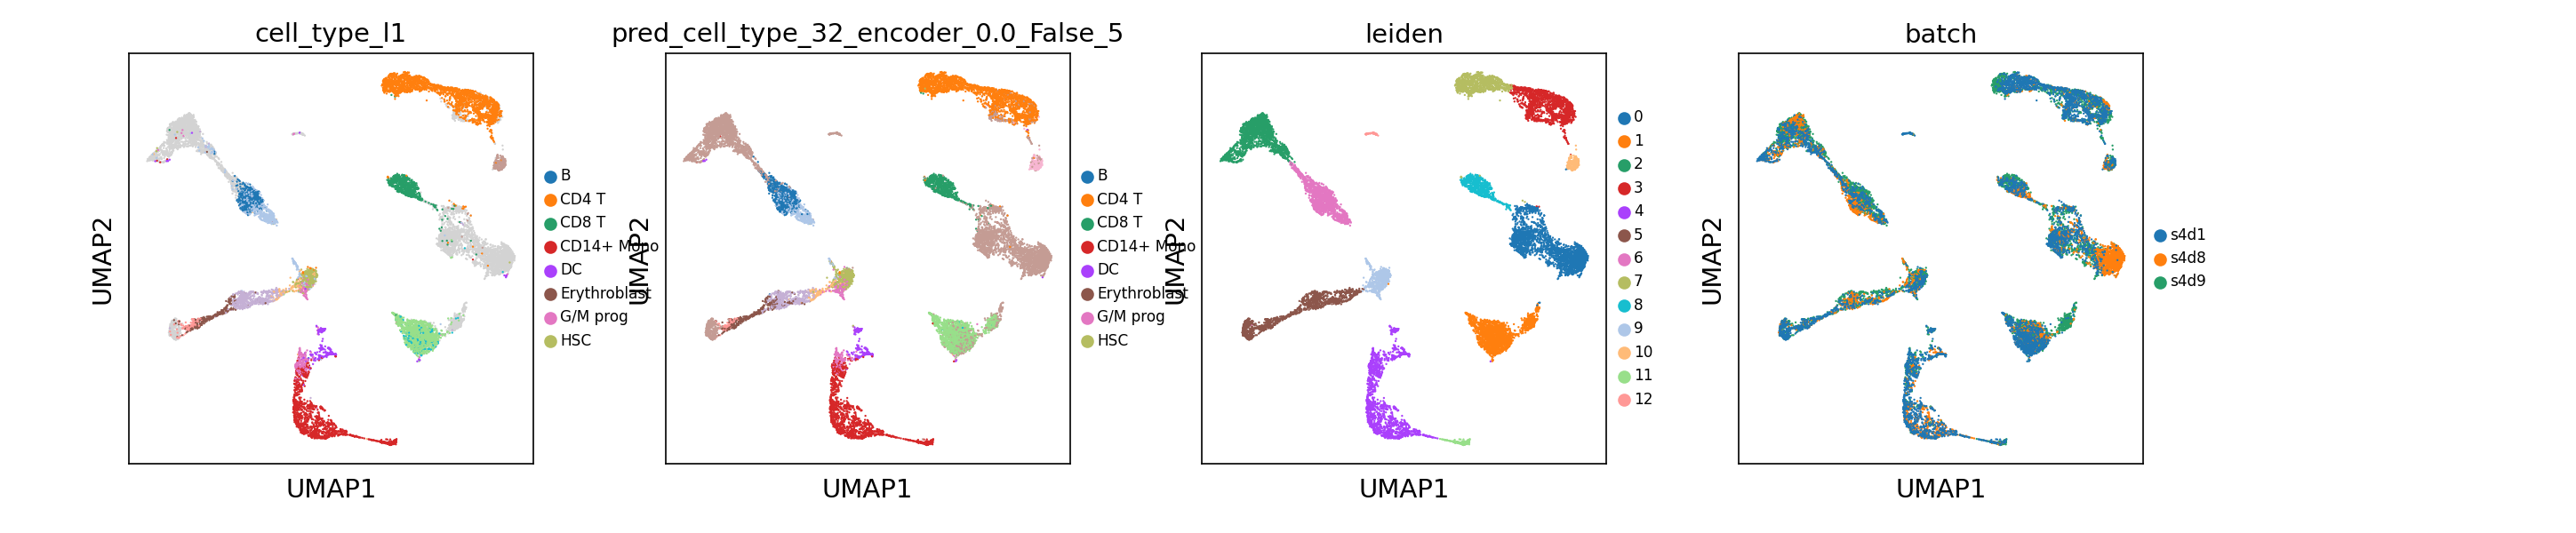 cell_type_l1
pred_cell_type_32_encoder_0.0_False_5
leiden
batch
UMAP2
UMAP1
B
CD4 T
CD8 T
CD14+ Mono
DC
Erythroblast
G/M prog
HSC
UMAP2
UMAP1
B
CD4 T
CD8 T
CD14+ Mono
DC
Erythroblast
G/M prog
HSC
UMAP2
UMAP1
0
1
2
3
4
5
6
7
8
9
10
11
12
UMAP2
UMAP1
s4d1
s4d8
s4d9